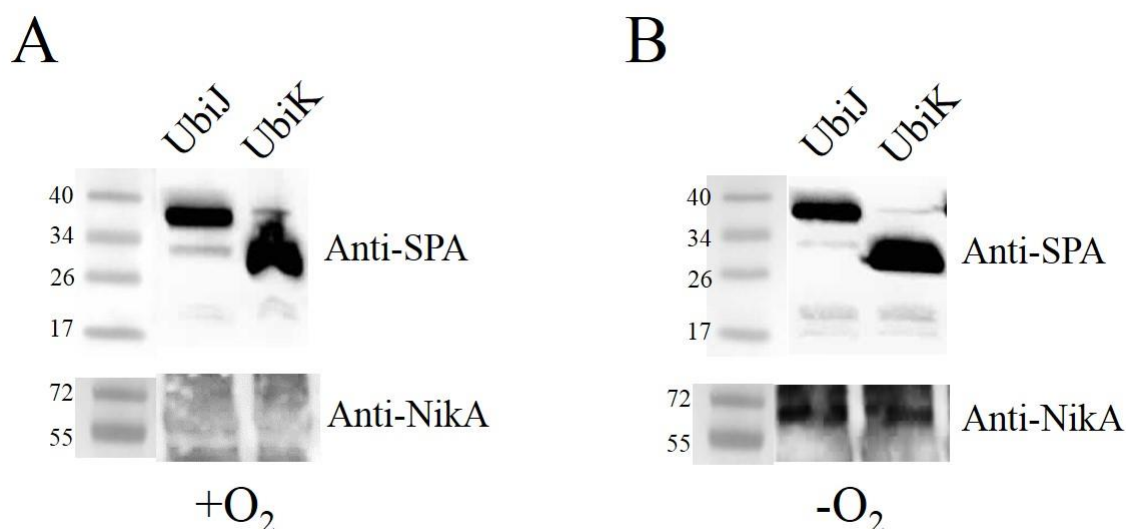 A
UbiJ
UbiK
40
34
26
17
Anti-SPA
72
55
Anti-NikA
+O₂
B
UbiJ
UbiK
40
34
26
17
Anti-SPA
72
55
Anti-NikA
-O₂